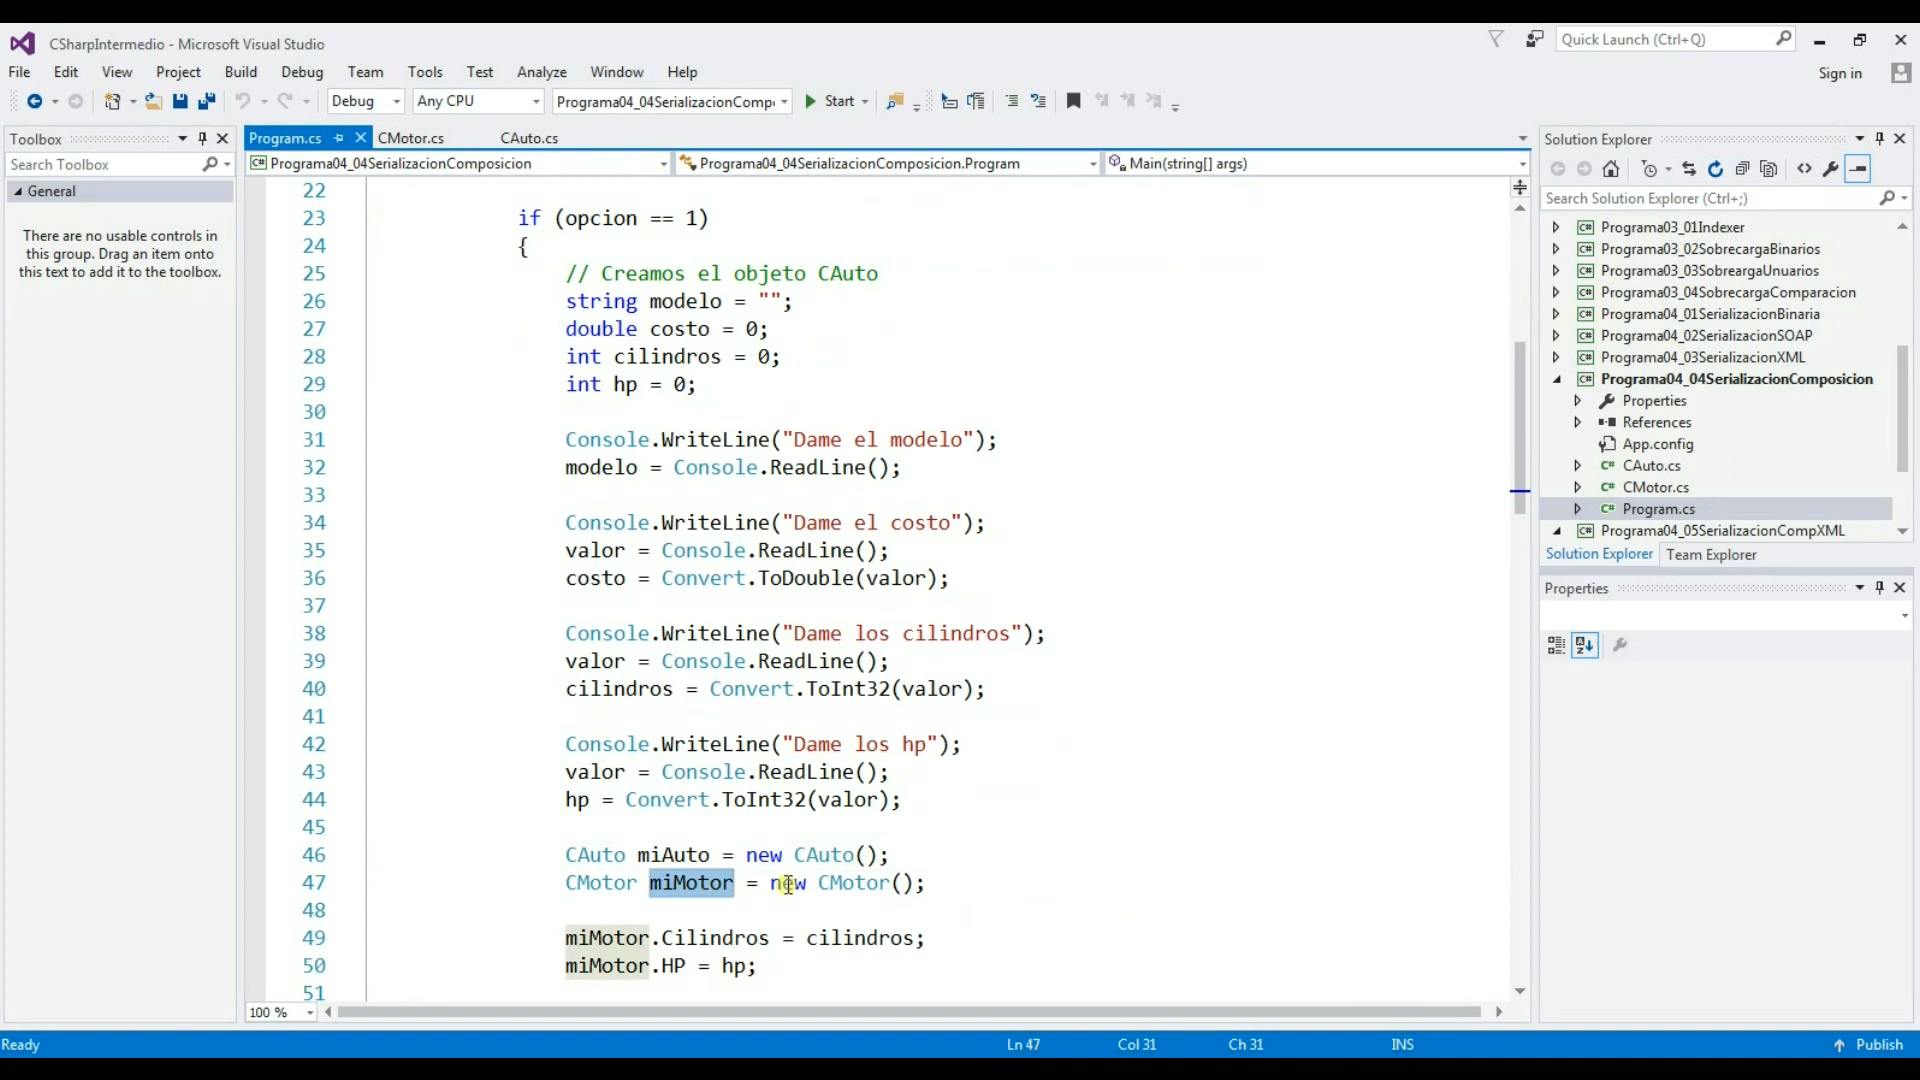 CSharpIntermedio - Microsoft Visual Studio
Quick Launch (Ctrl+Q)
File Edit View Project Build Debug Team Tools Test Analyze Window Help
Sign in
Debug
Any CPU
Programa04_04SerializacionCompi
Start
Toolbox
Search Toolbox
General
There are no usable controls in
this group. Drag an item onto
this text to add it to the toolbox.
Program.cs
CMotor.cs
CAuto.cs
Programa04_04SerializacionComposicion
Programa04_04SerializacionComposicion.Program
Main(string[] args)
22
23 if (opcion == 1)
24 {
25 // Creamos el objeto CAuto
26 string modelo = "";
27 double costo = 0;
28 int cilindros = 0;
29 int hp = 0;
30
31 Console.WriteLine("Dame el modelo");
32 modelo = Console.ReadLine();
33
34 Console.WriteLine("Dame el costo");
35 valor = Console.ReadLine();
36 costo = Convert.ToDouble(valor);
37
38 Console.WriteLine("Dame los cilindros");
39 valor = Console.ReadLine();
40 cilindros = Convert.ToInt32(valor);
41
42 Console.WriteLine("Dame los hp");
43 valor = Console.ReadLine();
44 hp = Convert.ToInt32(valor);
45
46 CAuto miAuto = new CAuto();
47 CMotor miMotor = new CMotor();
48
49 miMotor.Cilindros = cilindros;
50 miMotor.HP = hp;
51
100 %
Solution Explorer
Search Solution Explorer (Ctrl+;)
Programa03_01Indexer
Programa03_02SobrecargaBinarios
Programa03_03SobreargaUnuarios
Programa03_04SobrecargaComparacion
Programa04_01SerializacionBinaria
Programa04_02SerializacionSOAP
Programa04_03SerializacionXML
Programa04_04SerializacionComposicion
Properties
References
App.config
CAuto.cs
CMotor.cs
Program.cs
Programa04_05SerializacionCompXML
Solution Explorer
Team Explorer
Properties
Ready
Ln 47
Col 31
Ch 31
INS
Publish